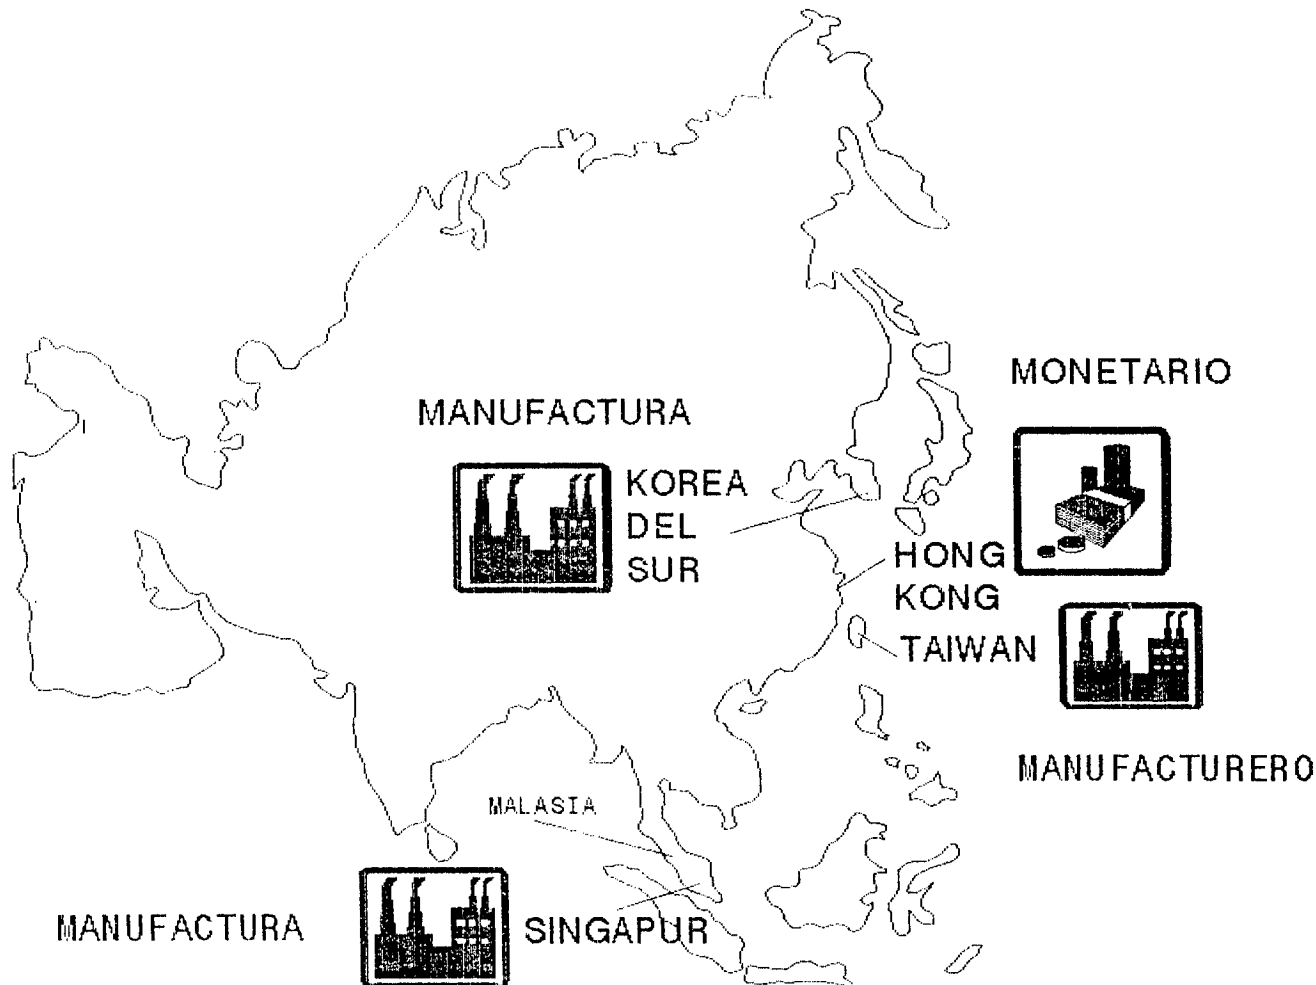 MONETARIO
MANUFACTURA
KOREA
DEL
SUR
HONG
KONG
TAIWAN
MANUFACTURERO
MALASIA
MANUFACTURA
SINGAPUR